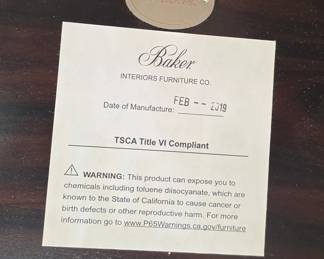 Baker
INTERIORS FURNITURE CO.
Date of Manufacture: FEB -- 2019
TSCA Title VI Compliant
WARNING: This product can expose you to
chemicals including toluene diisocyanate, which are
known to the State of California to cause cancer or
birth defects or other reproductive harm. For more
information go to www.P65Warnings.ca.gov/furniture